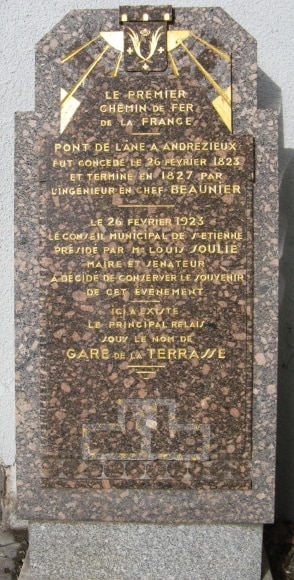 LE PREMIER
CHEMIN DE FER
DE LA FRANCE
PONT DE L'ANE A ANDREZIEUX
FUT CONCEDE LE 26 FEVRIER 1823
ET TERMINE EN 1827 PAR
L'INGENIEUR EN CHEF BEAUNIER
LE 26 FEVRIER 1923
LE CONSEIL MUNICIPAL DE ST ETIENNE
PRESIDE PAR MR LOUIS SOULIE
MAIRE ET SENATEUR
A DECIDE DE CONSERVER LE SOUVENIR
DE CET EVENEMENT
ICI A EXISTE
LE PRINCIPAL RELAIS
SOUS LE NOM DE
GARE DE LA TERRASSE